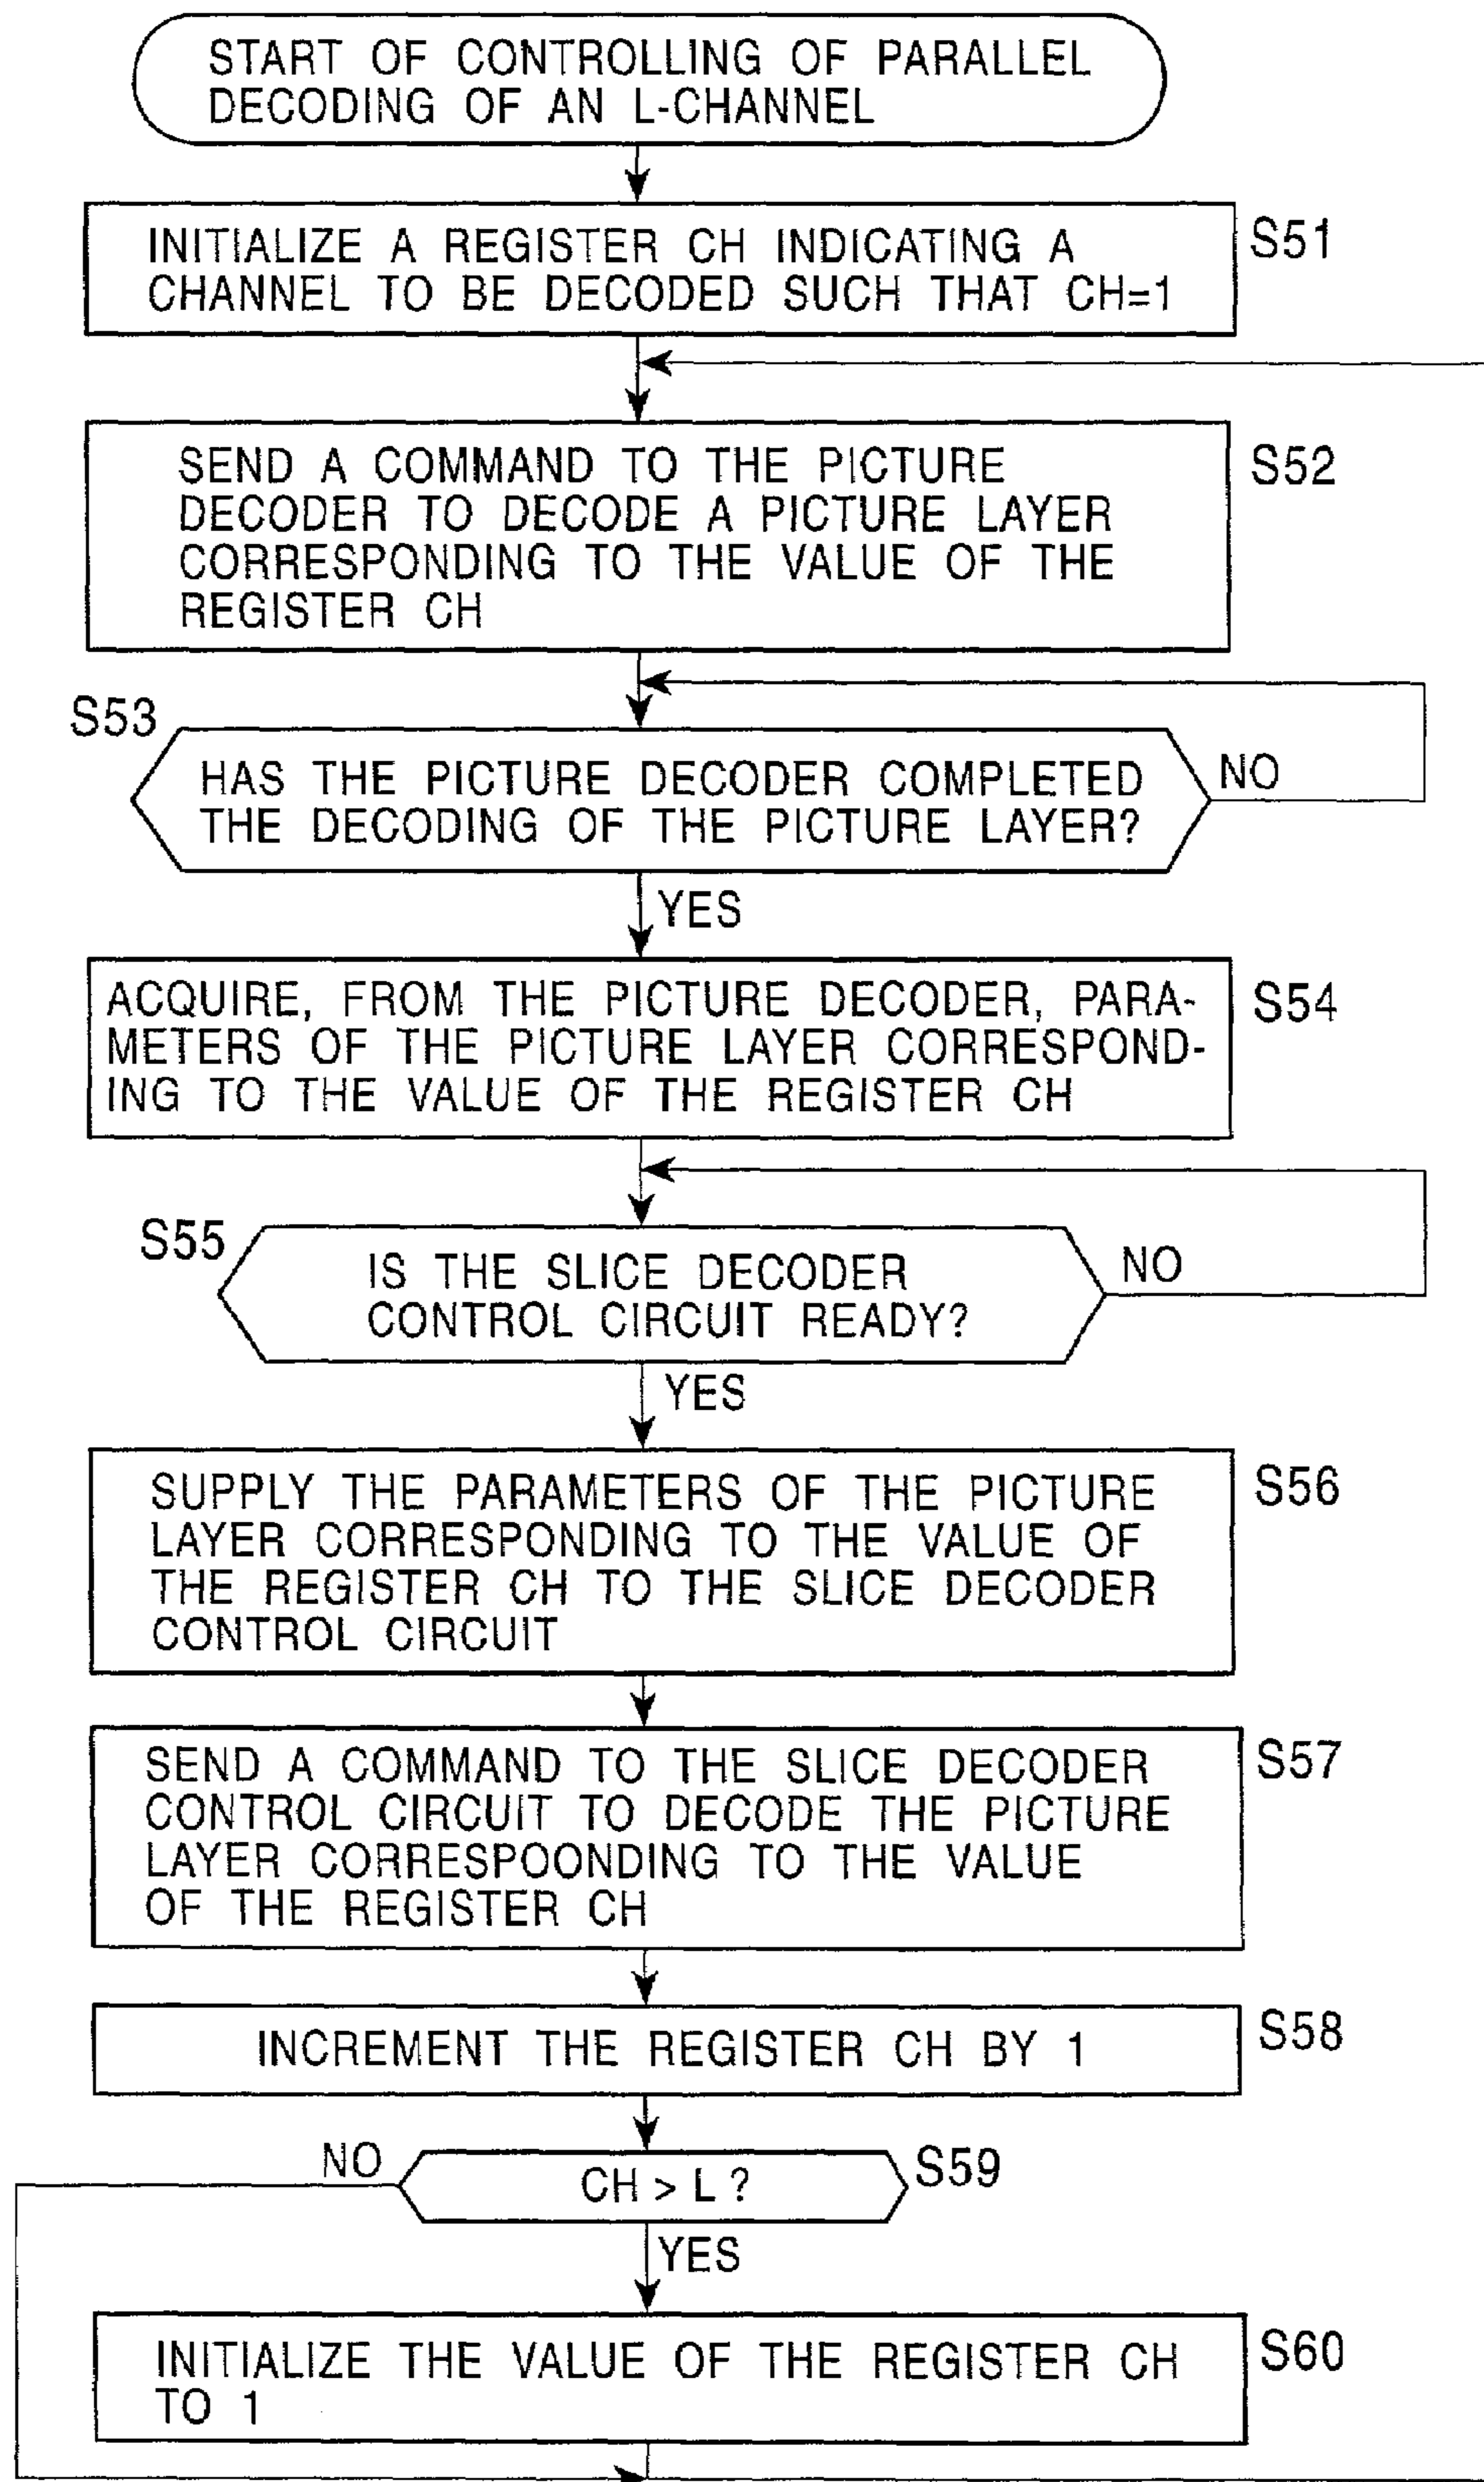 START OF CONTROLLING OF PARALLEL
DECODING OF AN L-CHANNEL
INITIALIZE A REGISTER CH INDICATING A
CHANNEL TO BE DECODED SUCH THAT CH=1
S51
SEND A COMMAND TO THE PICTURE
DECODER TO DECODE A PICTURE LAYER
CORRESPONDING TO THE VALUE OF THE
REGISTER CH
S52
S53
HAS THE PICTURE DECODER COMPLETED
THE DECODING OF THE PICTURE LAYER?
NO
YES
ACQUIRE, FROM THE PICTURE DECODER, PARA-
METERS OF THE PICTURE LAYER CORRESPOND-
ING TO THE VALUE OF THE REGISTER CH
S54
S55
IS THE SLICE DECODER
CONTROL CIRCUIT READY?
NO
YES
SUPPLY THE PARAMETERS OF THE PICTURE
LAYER CORRESPONDING TO THE VALUE OF
THE REGISTER CH TO THE SLICE DECODER
CONTROL CIRCUIT
S56
SEND A COMMAND TO THE SLICE DECODER
CONTROL CIRCUIT TO DECODE THE PICTURE
LAYER CORRESPOONDING TO THE VALUE
OF THE REGISTER CH
S57
INCREMENT THE REGISTER CH BY 1
S58
NO
CH > L ?
S59
YES
INITIALIZE THE VALUE OF THE REGISTER CH
TO 1
S60